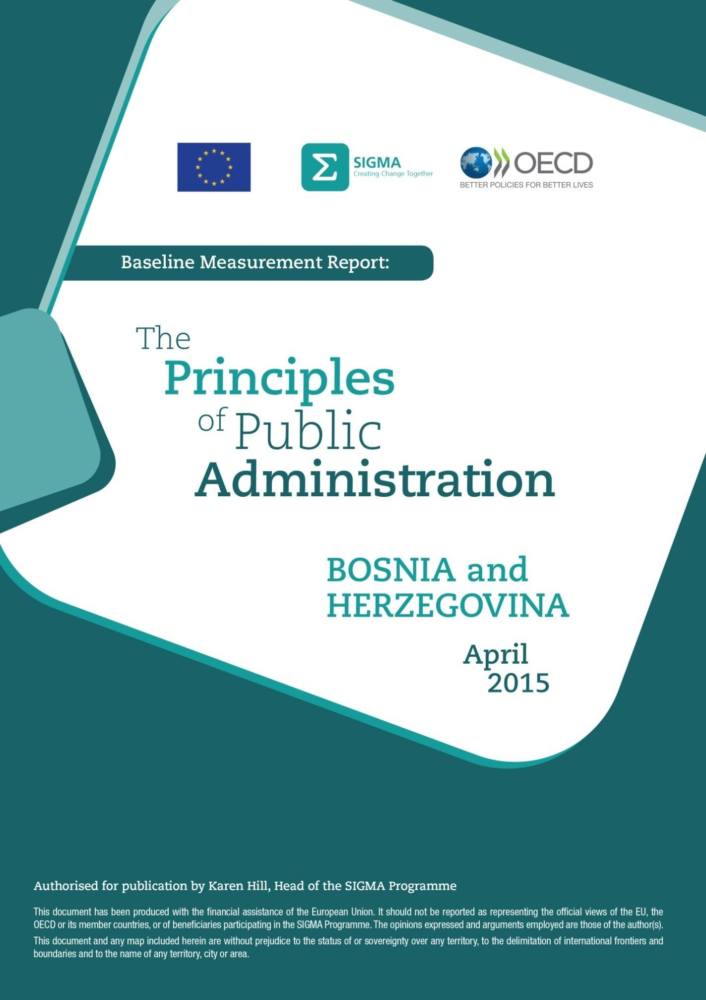 Σ
SIGMA
Creating Change Together
OECD
BETTER POLICIES FOR BETTER LIVES
Baseline Measurement Report:
The
Principles
of Public
Administration
BOSNIA and
HERZEGOVINA
April
2015
Authorised for publication by Karen Hill, Head of the SIGMA Programme
This document has been produced with the financial assistance of the European Union. It should not be reported as representing the official views of the EU, the
OECD or its member countries, or of beneficiaries participating in the SIGMA Programme. The opinions expressed and arguments employed are those of the author(s).
This document and any map included herein are without prejudice to the status of or sovereignty over any territory, to the delimitation of international frontiers and
boundaries and to the name of any territory, city or area.